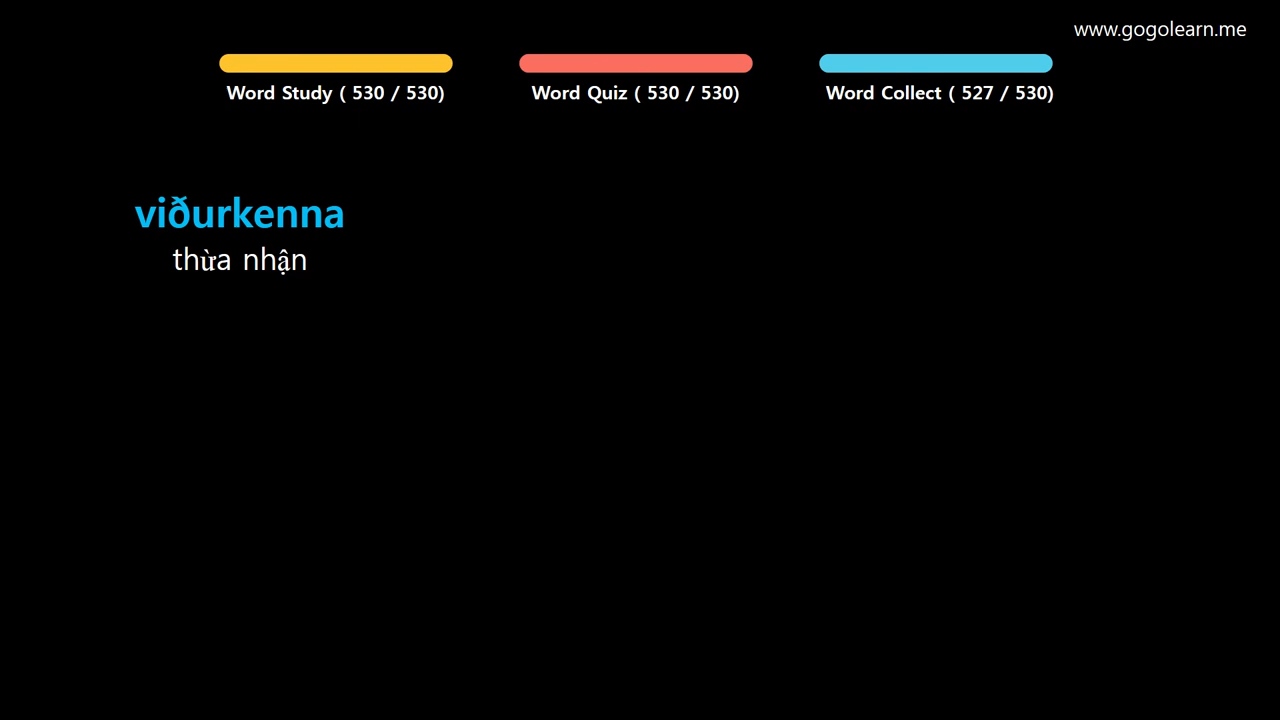 www.gogolearn.me
Word Study ( 530 / 530)
Word Quiz ( 530 / 530)
Word Collect ( 527 / 530)
viðurkenna
thừa nhận